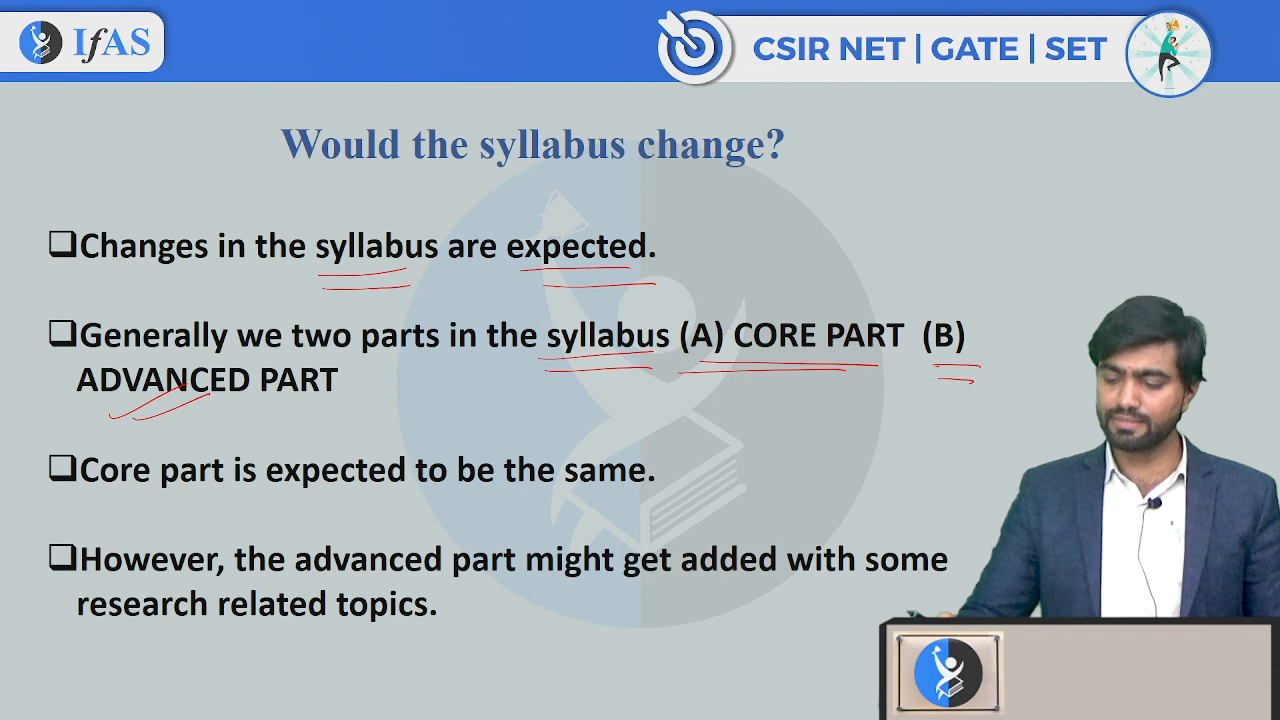 IfAS
CSIR NET | GATE | SET
Would the syllabus change?
❑Changes in the syllabus are expected.
❑Generally we two parts in the syllabus (A) CORE PART (B)
ADVANCED PART
❑Core part is expected to be the same.
❑However, the advanced part might get added with some
research related topics.